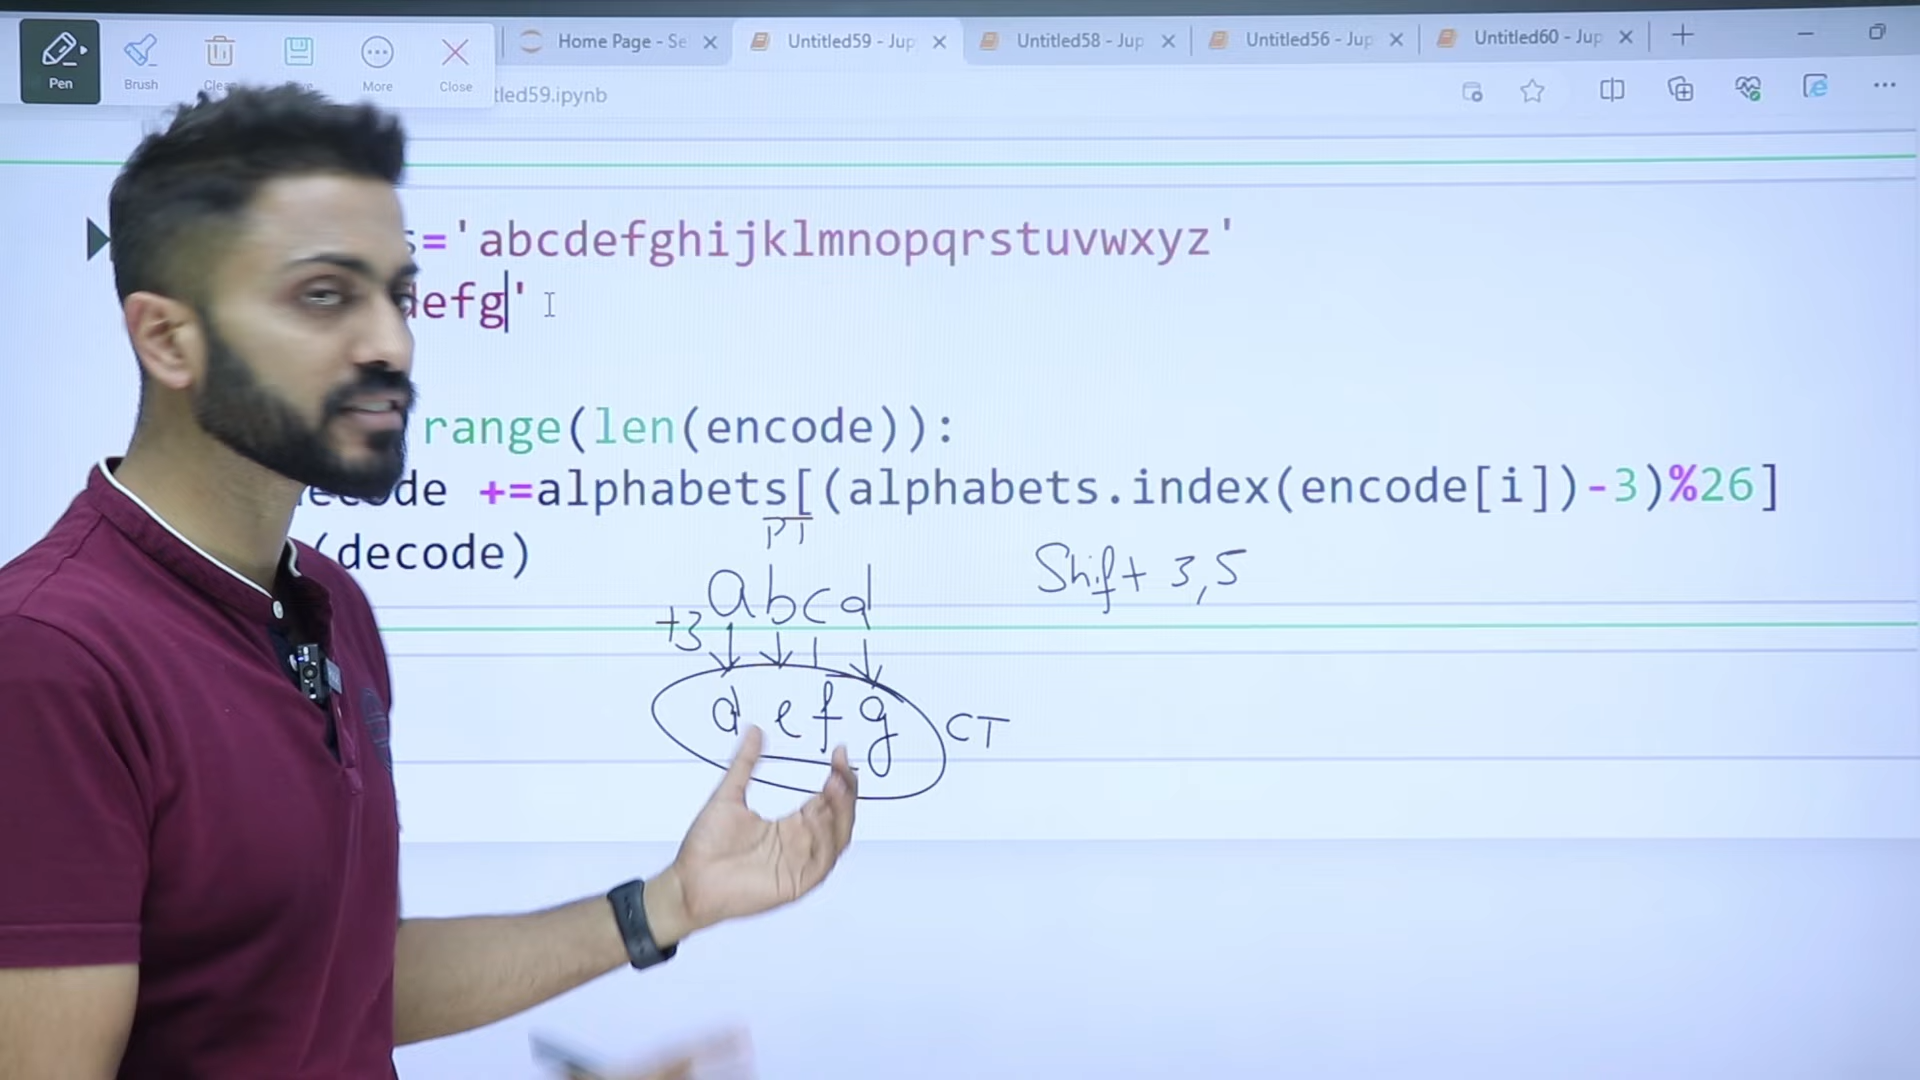 Pen Brush More Close
Home Page - Se Untitled59 - Jup Untitled58 - Jup Untitled56 - Jup Untitled60 - Jup
tled59.ipynb
s='abcdefghijklmnopqrstuvwxyz'
defg'
range(len(encode)):
ecode +=alphabets[(alphabets.index(encode[i])-3)%26]
(decode)
PT
Shift 3,5
abcd
+3
defg CT